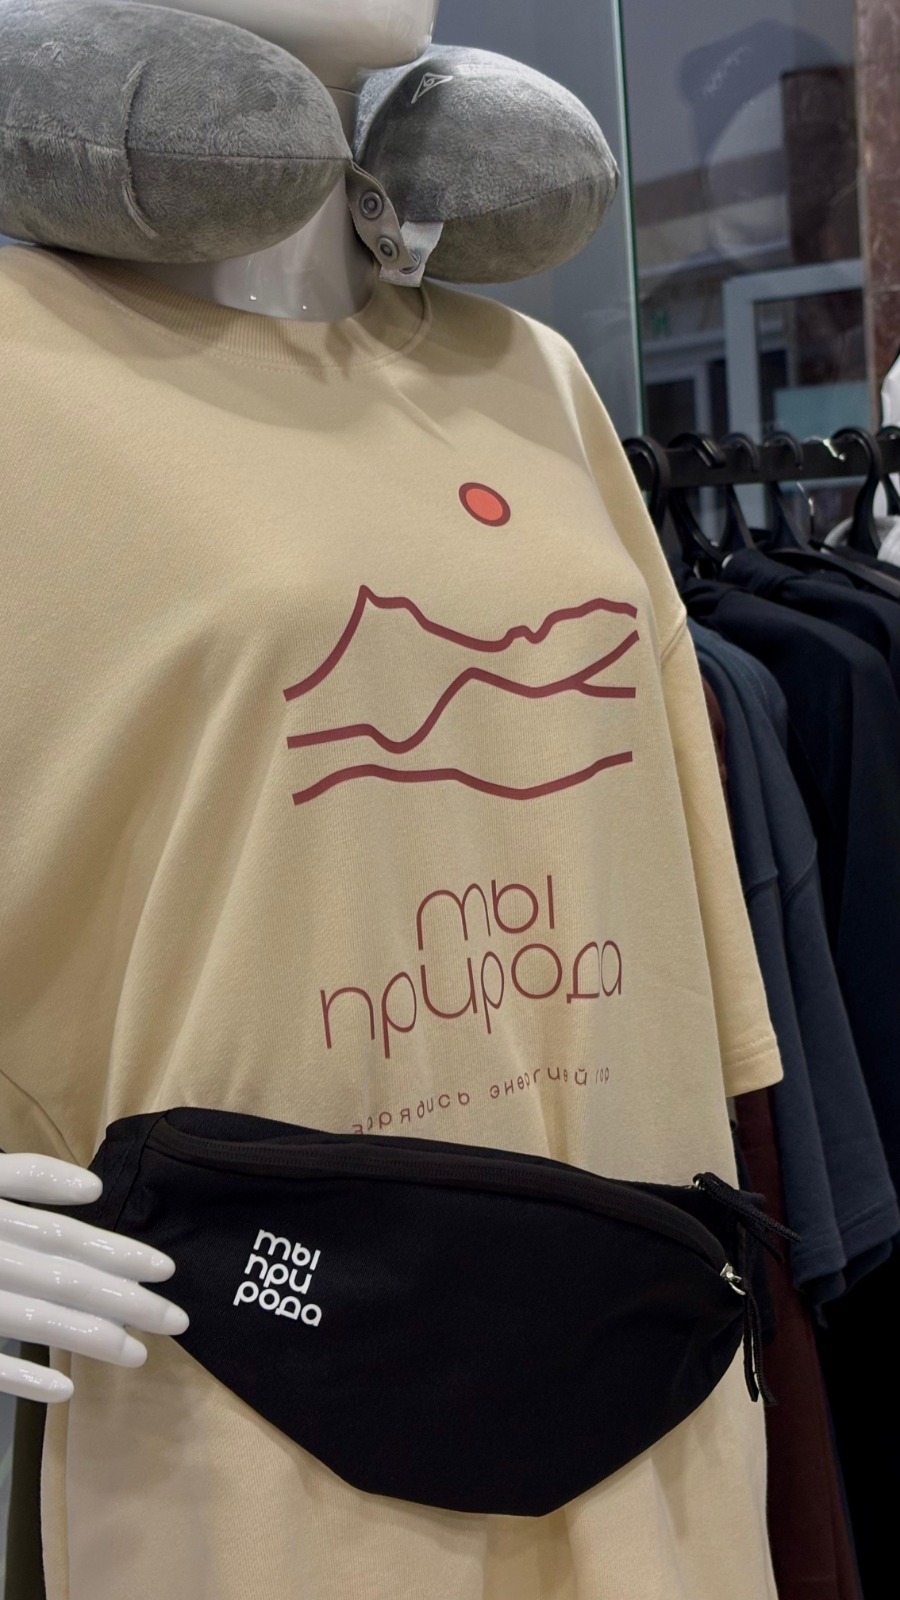 мы
природа
зарядись энергией гор
мы
при
рода